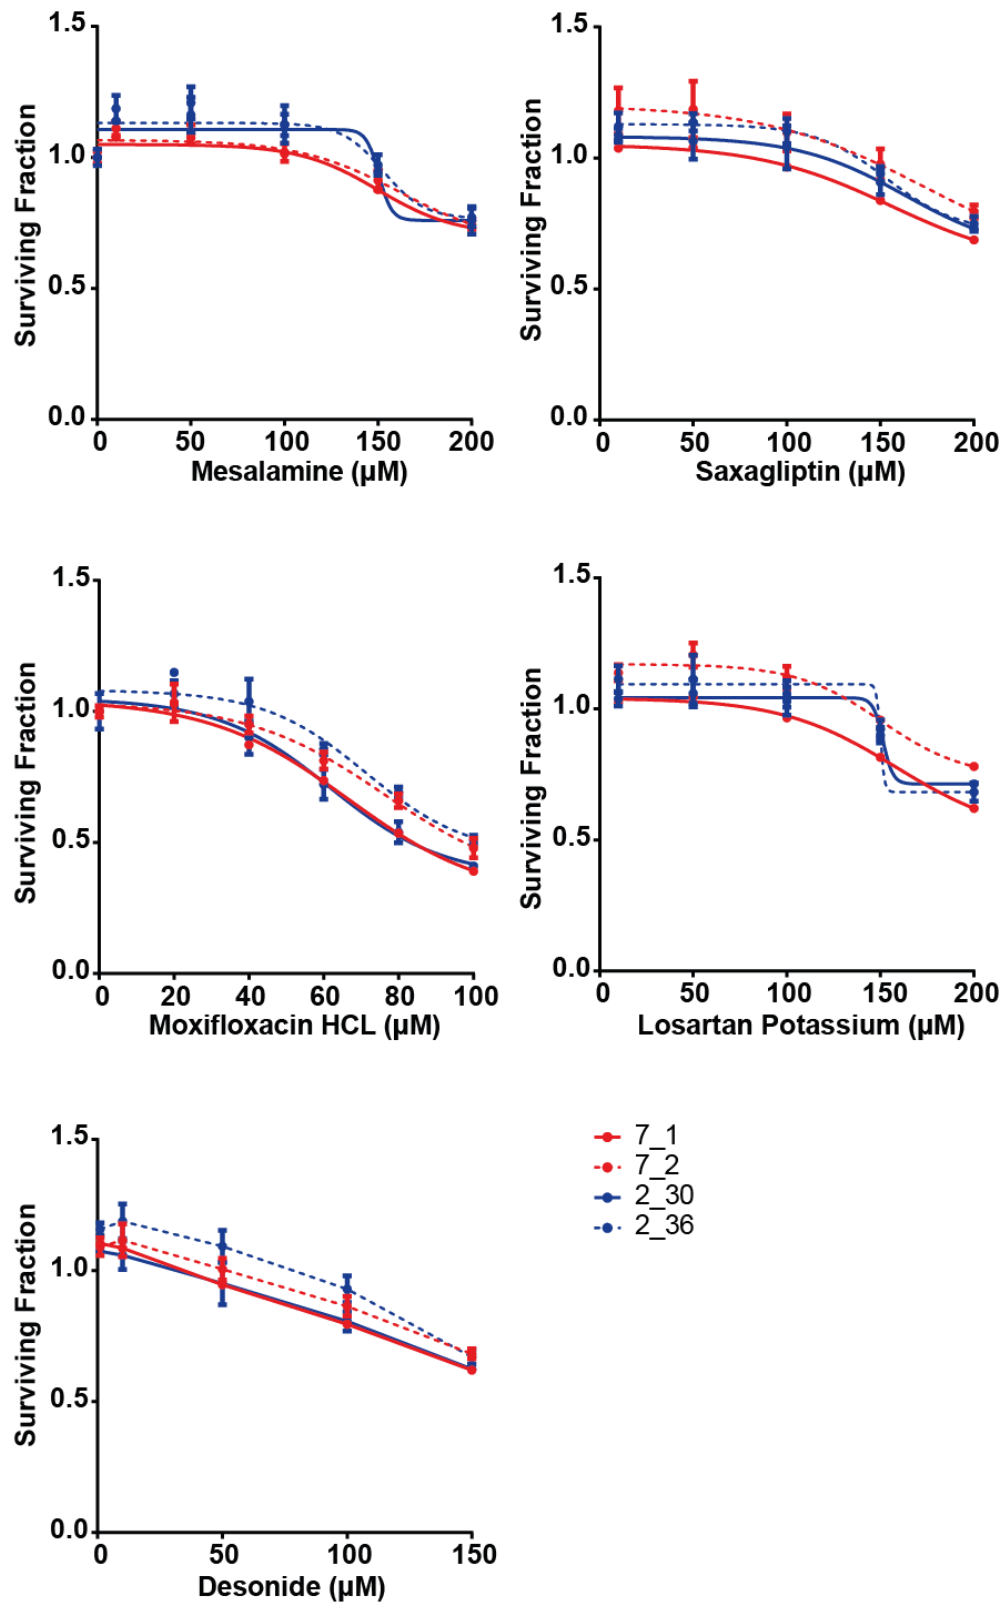 1.5
1.0
0.5
0.0
Surviving Fraction
0 50 100 150 200
Mesalamine (µM)
1.5
1.0
0.5
0.0
Surviving Fraction
0 50 100 150 200
Saxagliptin (µM)
1.5
1.0
0.5
0.0
Surviving Fraction
0 20 40 60 80 100
Moxifloxacin HCL (µM)
1.5
1.0
0.5
0.0
Surviving Fraction
0 50 100 150 200
Losartan Potassium (µM)
1.5
1.0
0.5
0.0
Surviving Fraction
0 50 100 150
Desonide (µM)
7_1
7_2
2_30
2_36